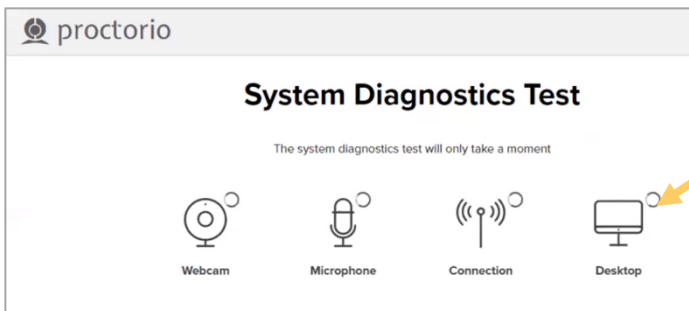 proctorio
System Diagnostics Test
The system diagnostics test will only take a moment
Webcam Microphone Connection Desktop